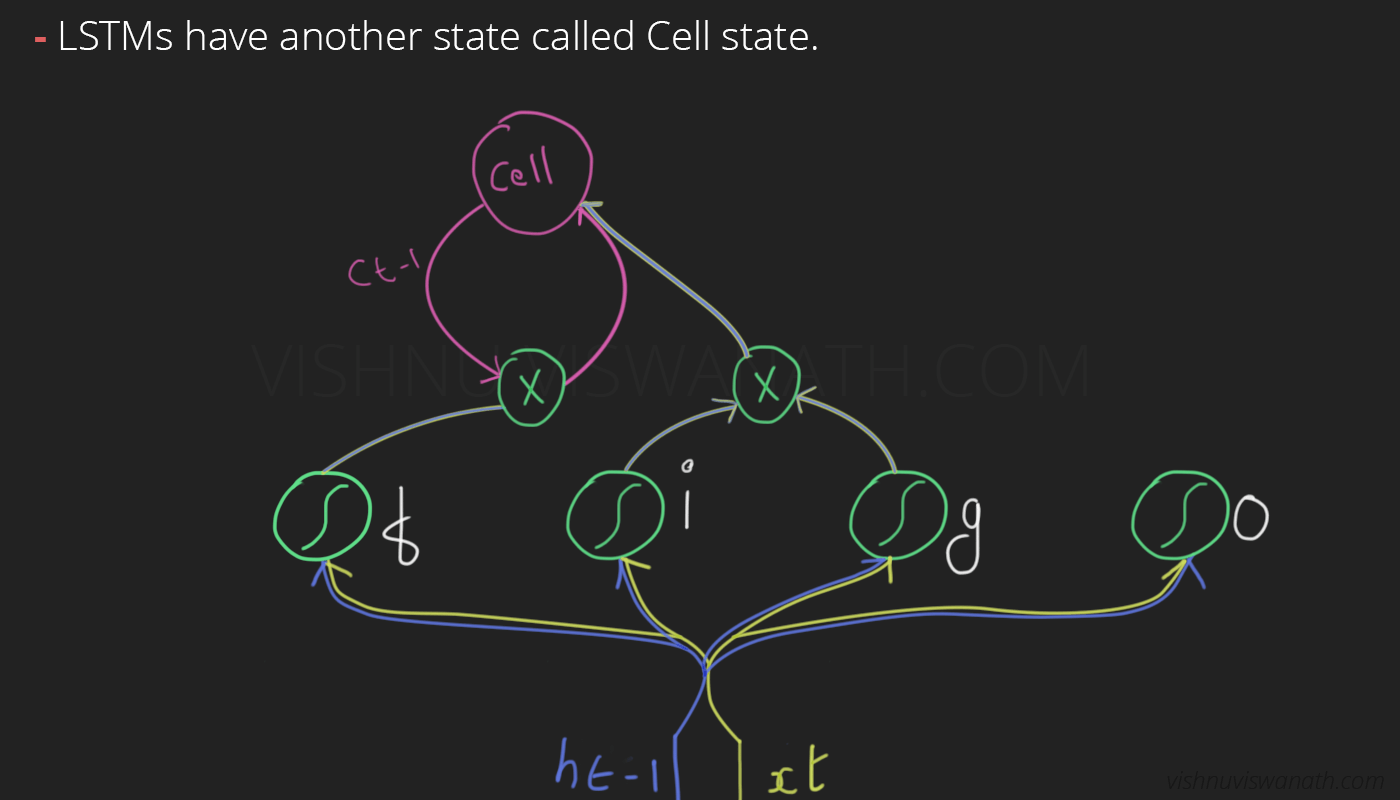 - LSTMs have another state called Cell state.
Cell
Ct-1
VISHNUVISWANATH.COM
X
X
f
i
g
o
ht-1
xt
vishnuviswanath.com